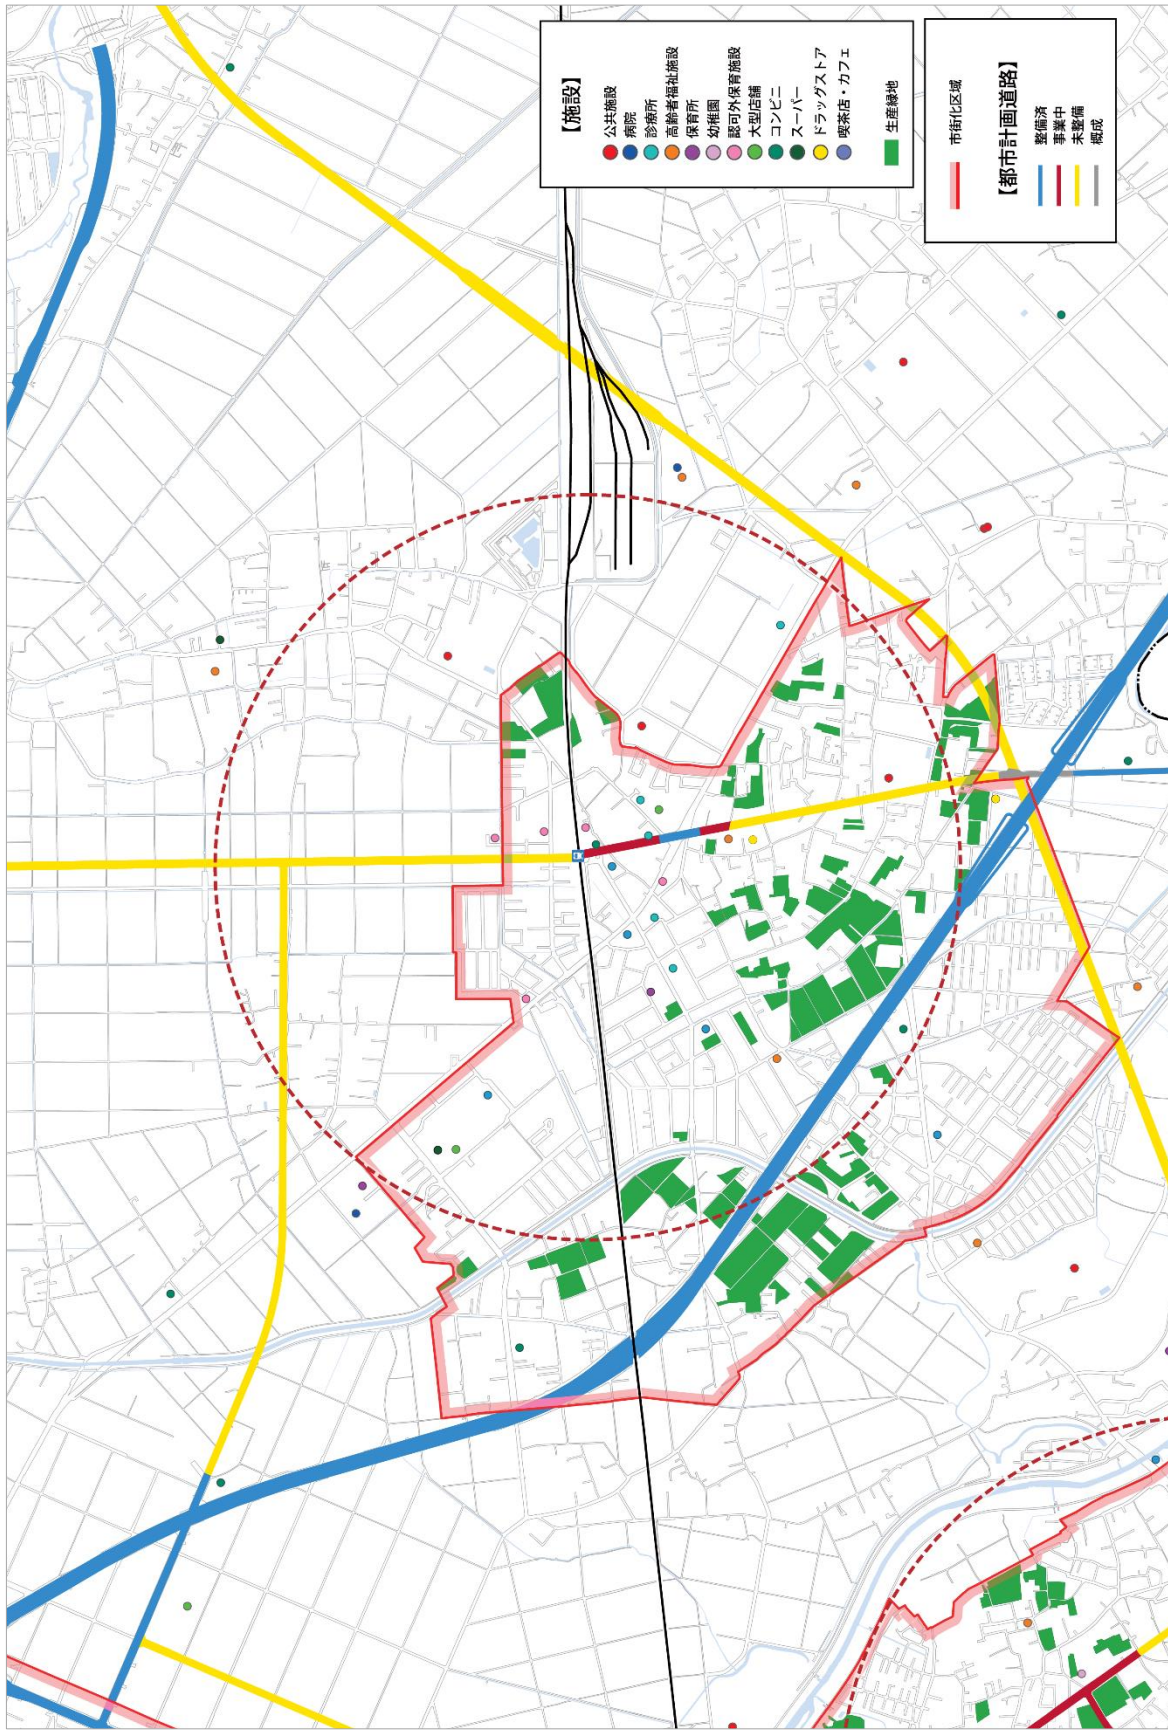 【施設】
公共施設
病院
診療所
高齢者福祉施設
保育所
幼稚園
認可外保育施設
大型店舗
コンビニ
スーパー
ドラッグストア
喫茶店・カフェ
生産緑地
市街化区域
【都市計画道路】
整備済
事業中
未整備
概成